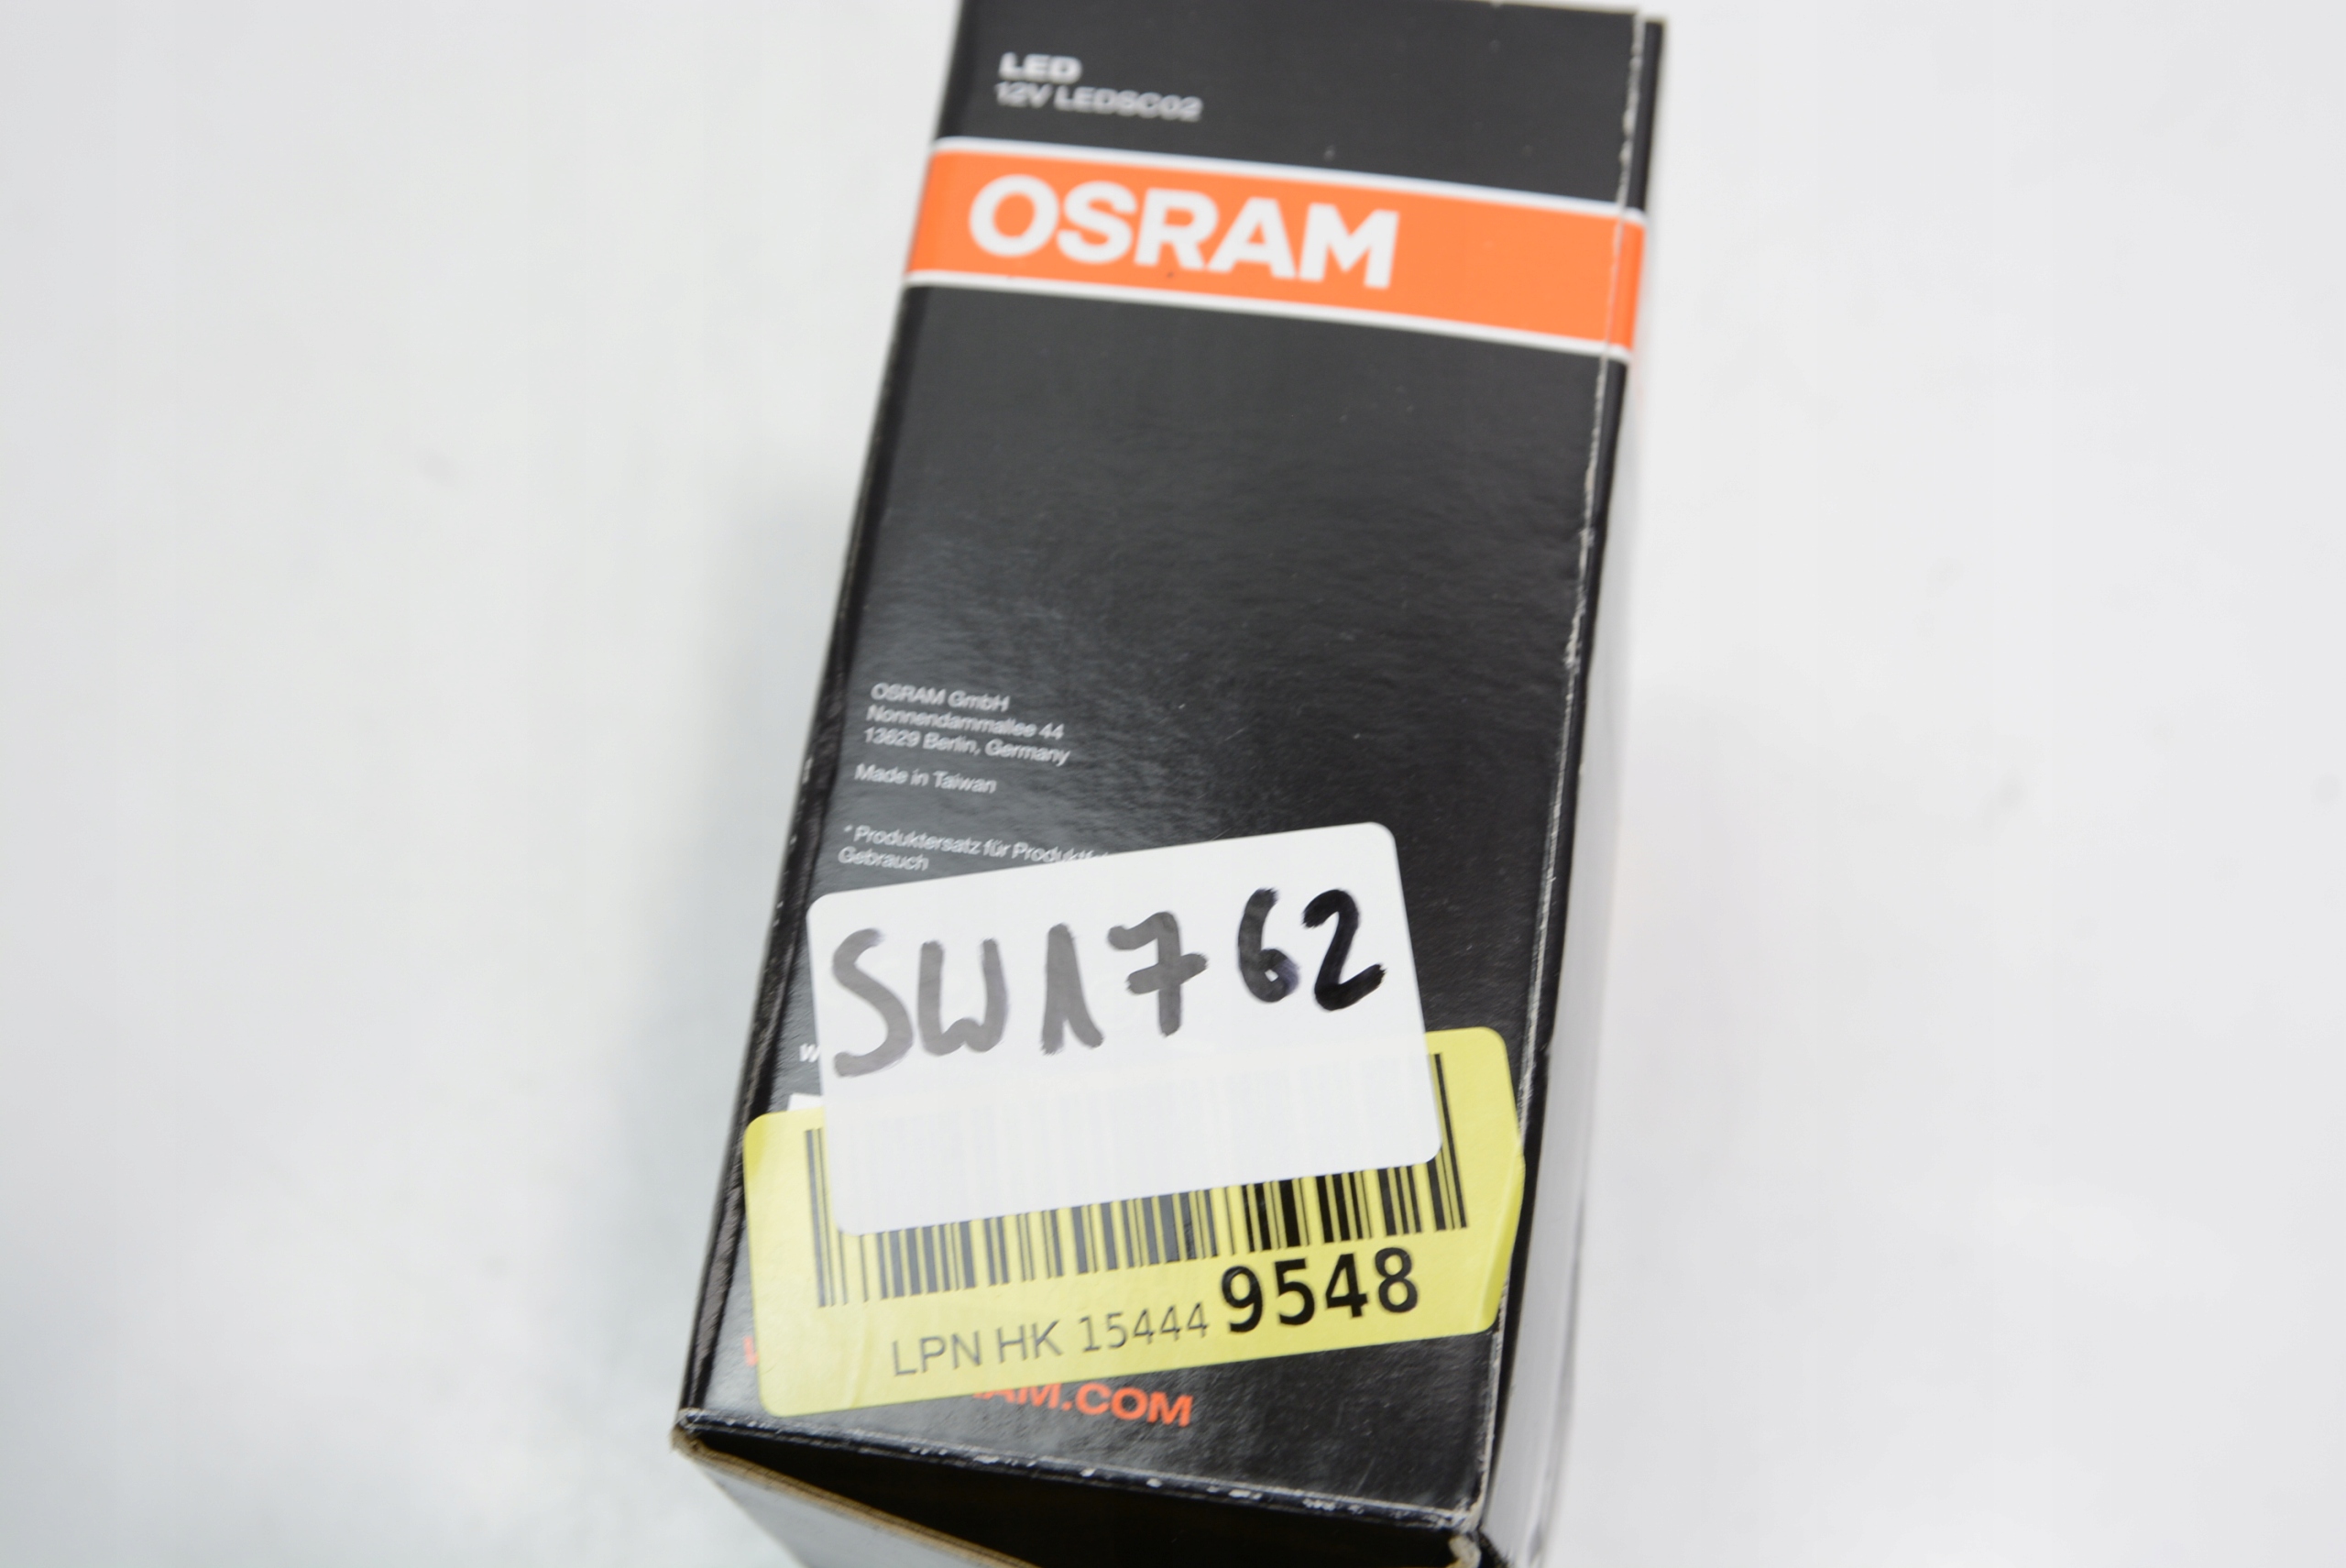 LED
12V LEDSC02
OSRAM
OSRAM GmbH
Nonnendammallee 44
13629 Berlin, Germany
Made in Taiwan
* Produktersatz für
Gebrauch
SW1762
LPN HK 15444 9548
AM.COM